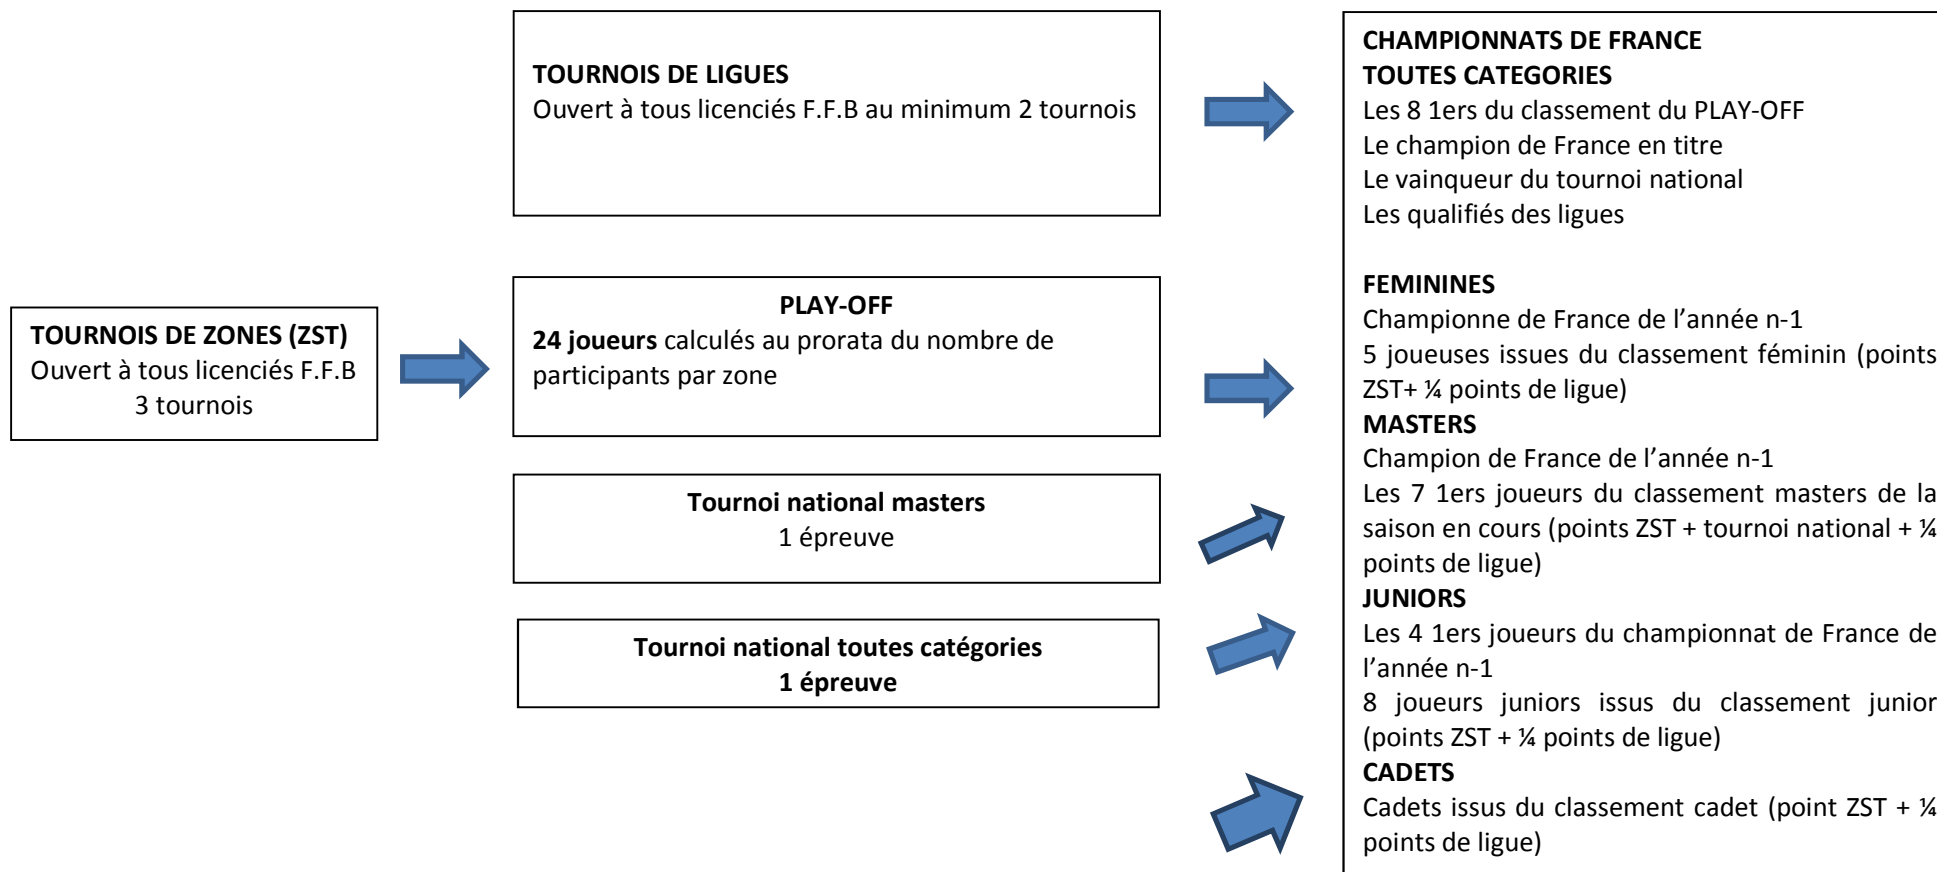 TOURNOIS DE ZONES (ZST)
Ouvert à tous licenciés F.F.B
3 tournois
TOURNOIS DE LIGUES
Ouvert à tous licenciés F.F.B au minimum 2 tournois
PLAY-OFF
24 joueurs calculés au prorata du nombre de
participants par zone
Tournoi national masters
1 épreuve
Tournoi national toutes catégories
1 épreuve
CHAMPIONNATS DE FRANCE
TOUTES CATEGORIES
Les 8 1ers du classement du PLAY-OFF
Le champion de France en titre
Le vainqueur du tournoi national
Les qualifiés des ligues
FEMININES
Championne de France de l’année n-1
5 joueuses issues du classement féminin (points
ZST+ ¼ points de ligue)
MASTERS
Champion de France de l’année n-1
Les 7 1ers joueurs du classement masters de la
saison en cours (points ZST + tournoi national + ¼
points de ligue)
JUNIORS
Les 4 1ers joueurs du championnat de France de
l’année n-1
8 joueurs juniors issus du classement junior
(points ZST + ¼ points de ligue)
CADETS
Cadets issus du classement cadet (point ZST + ¼
points de ligue)